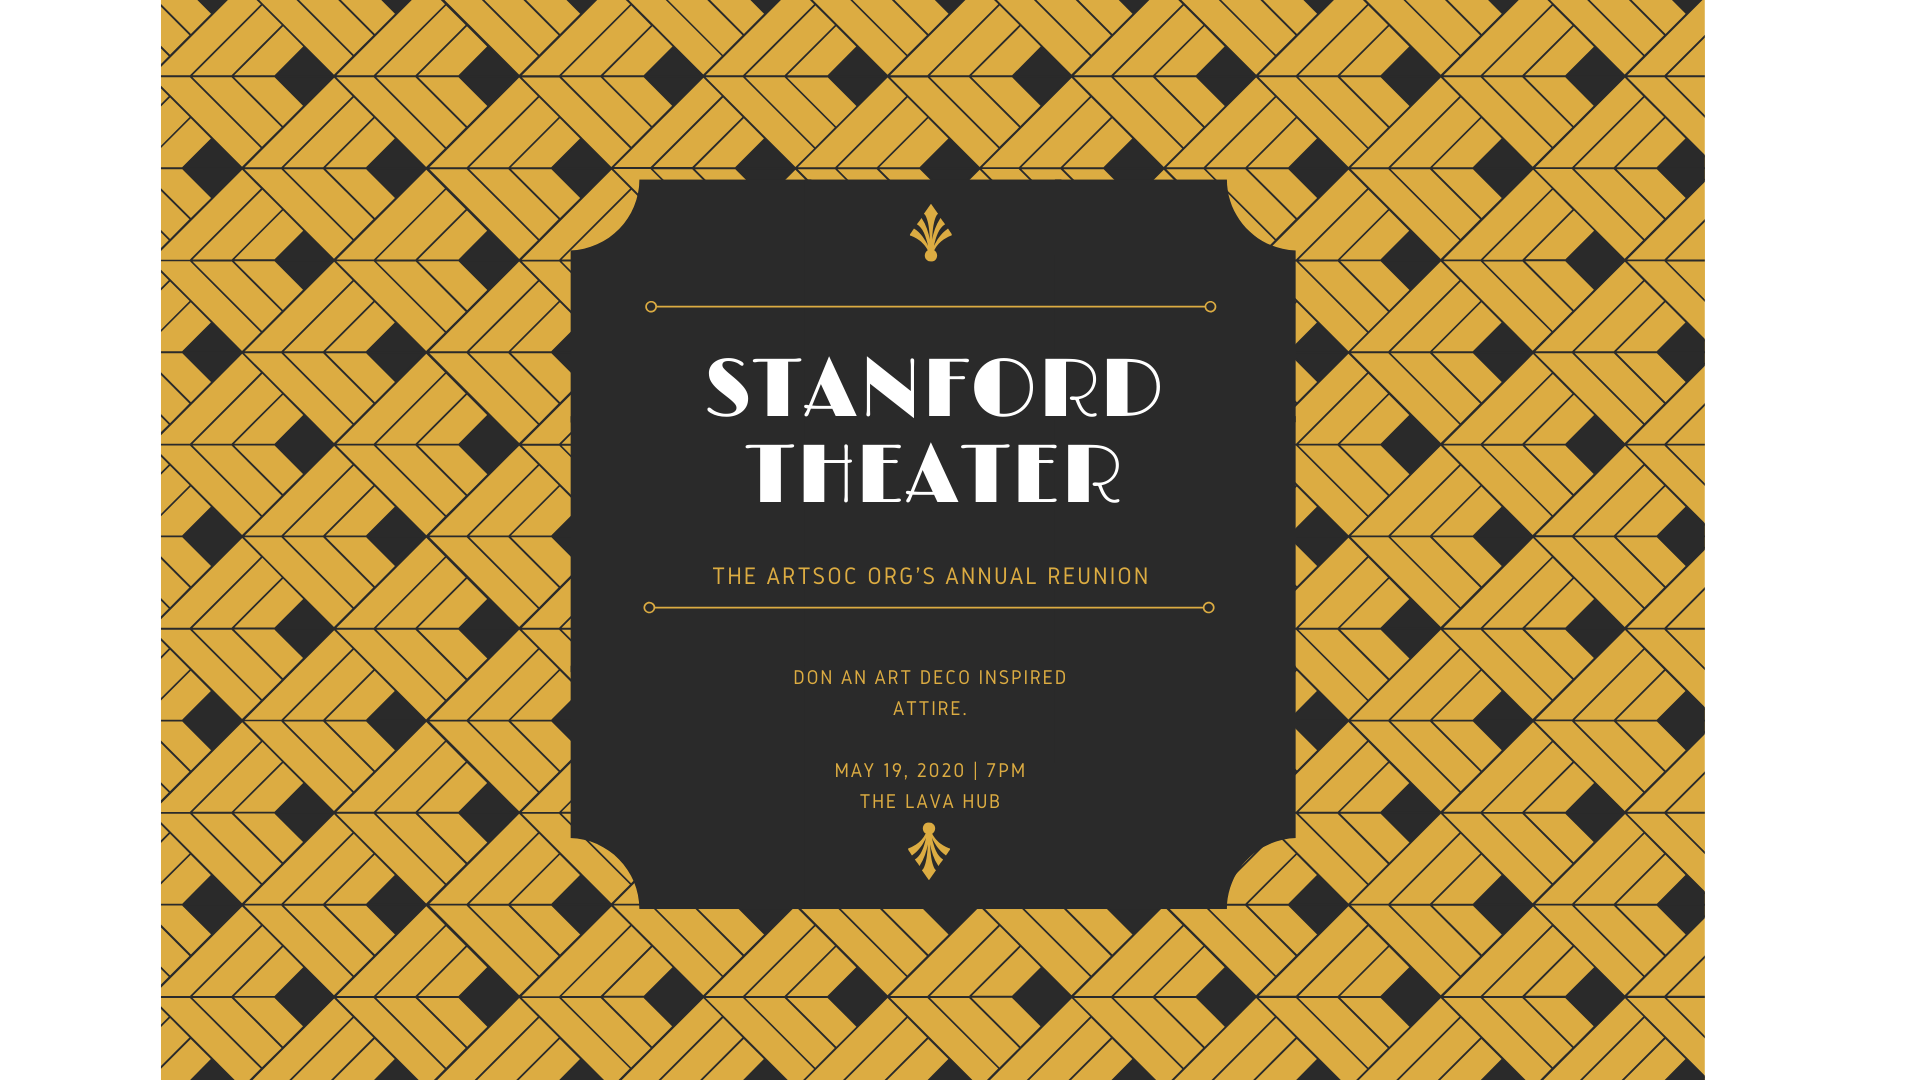 STANFORD
THEATER
THE ARTSOC ORG’S ANNUAL REUNION
DON AN ART DECO INSPIRED
ATTIRE.
MAY 19, 2020 | 7PM
THE LAVA HUB